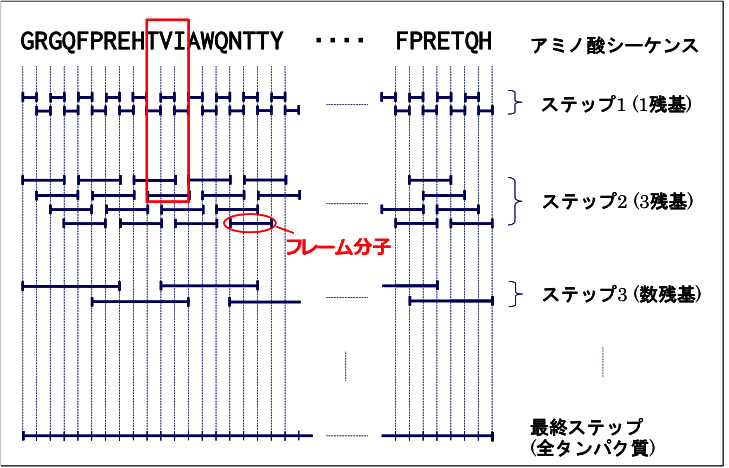 GRGQFPREHTVIAWQNTTY ···· FPRETQH アミノ酸シーケンス
ステップ1 (1残基)
ステップ2 (3残基)
フレーム分子
ステップ3 (数残基)
最終ステップ
(全タンパク質)